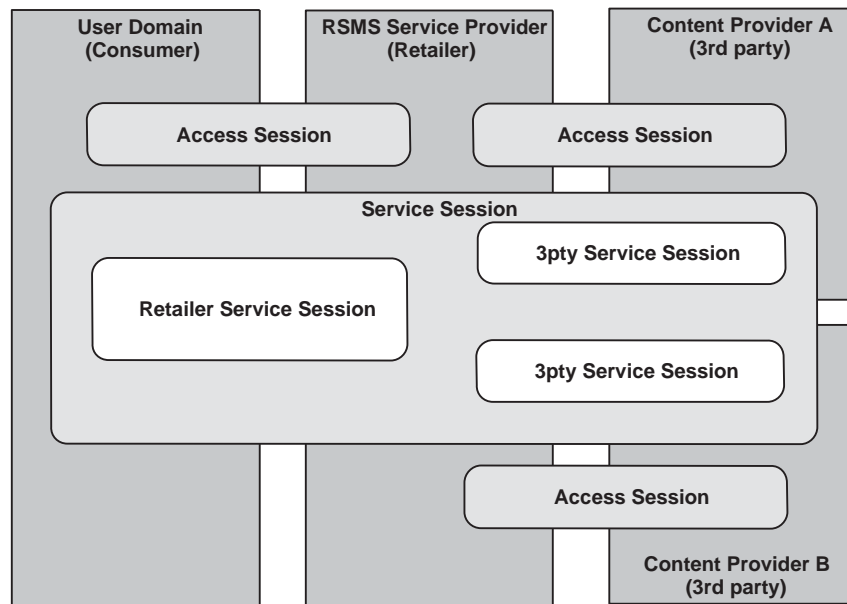 User Domain
(Consumer)
RSMS Service Provider
(Retailer)
Content Provider A
(3rd party)
Access Session
Access Session
Service Session
3pty Service Session
Retailer Service Session
3pty Service Session
Access Session
Content Provider B
(3rd party)